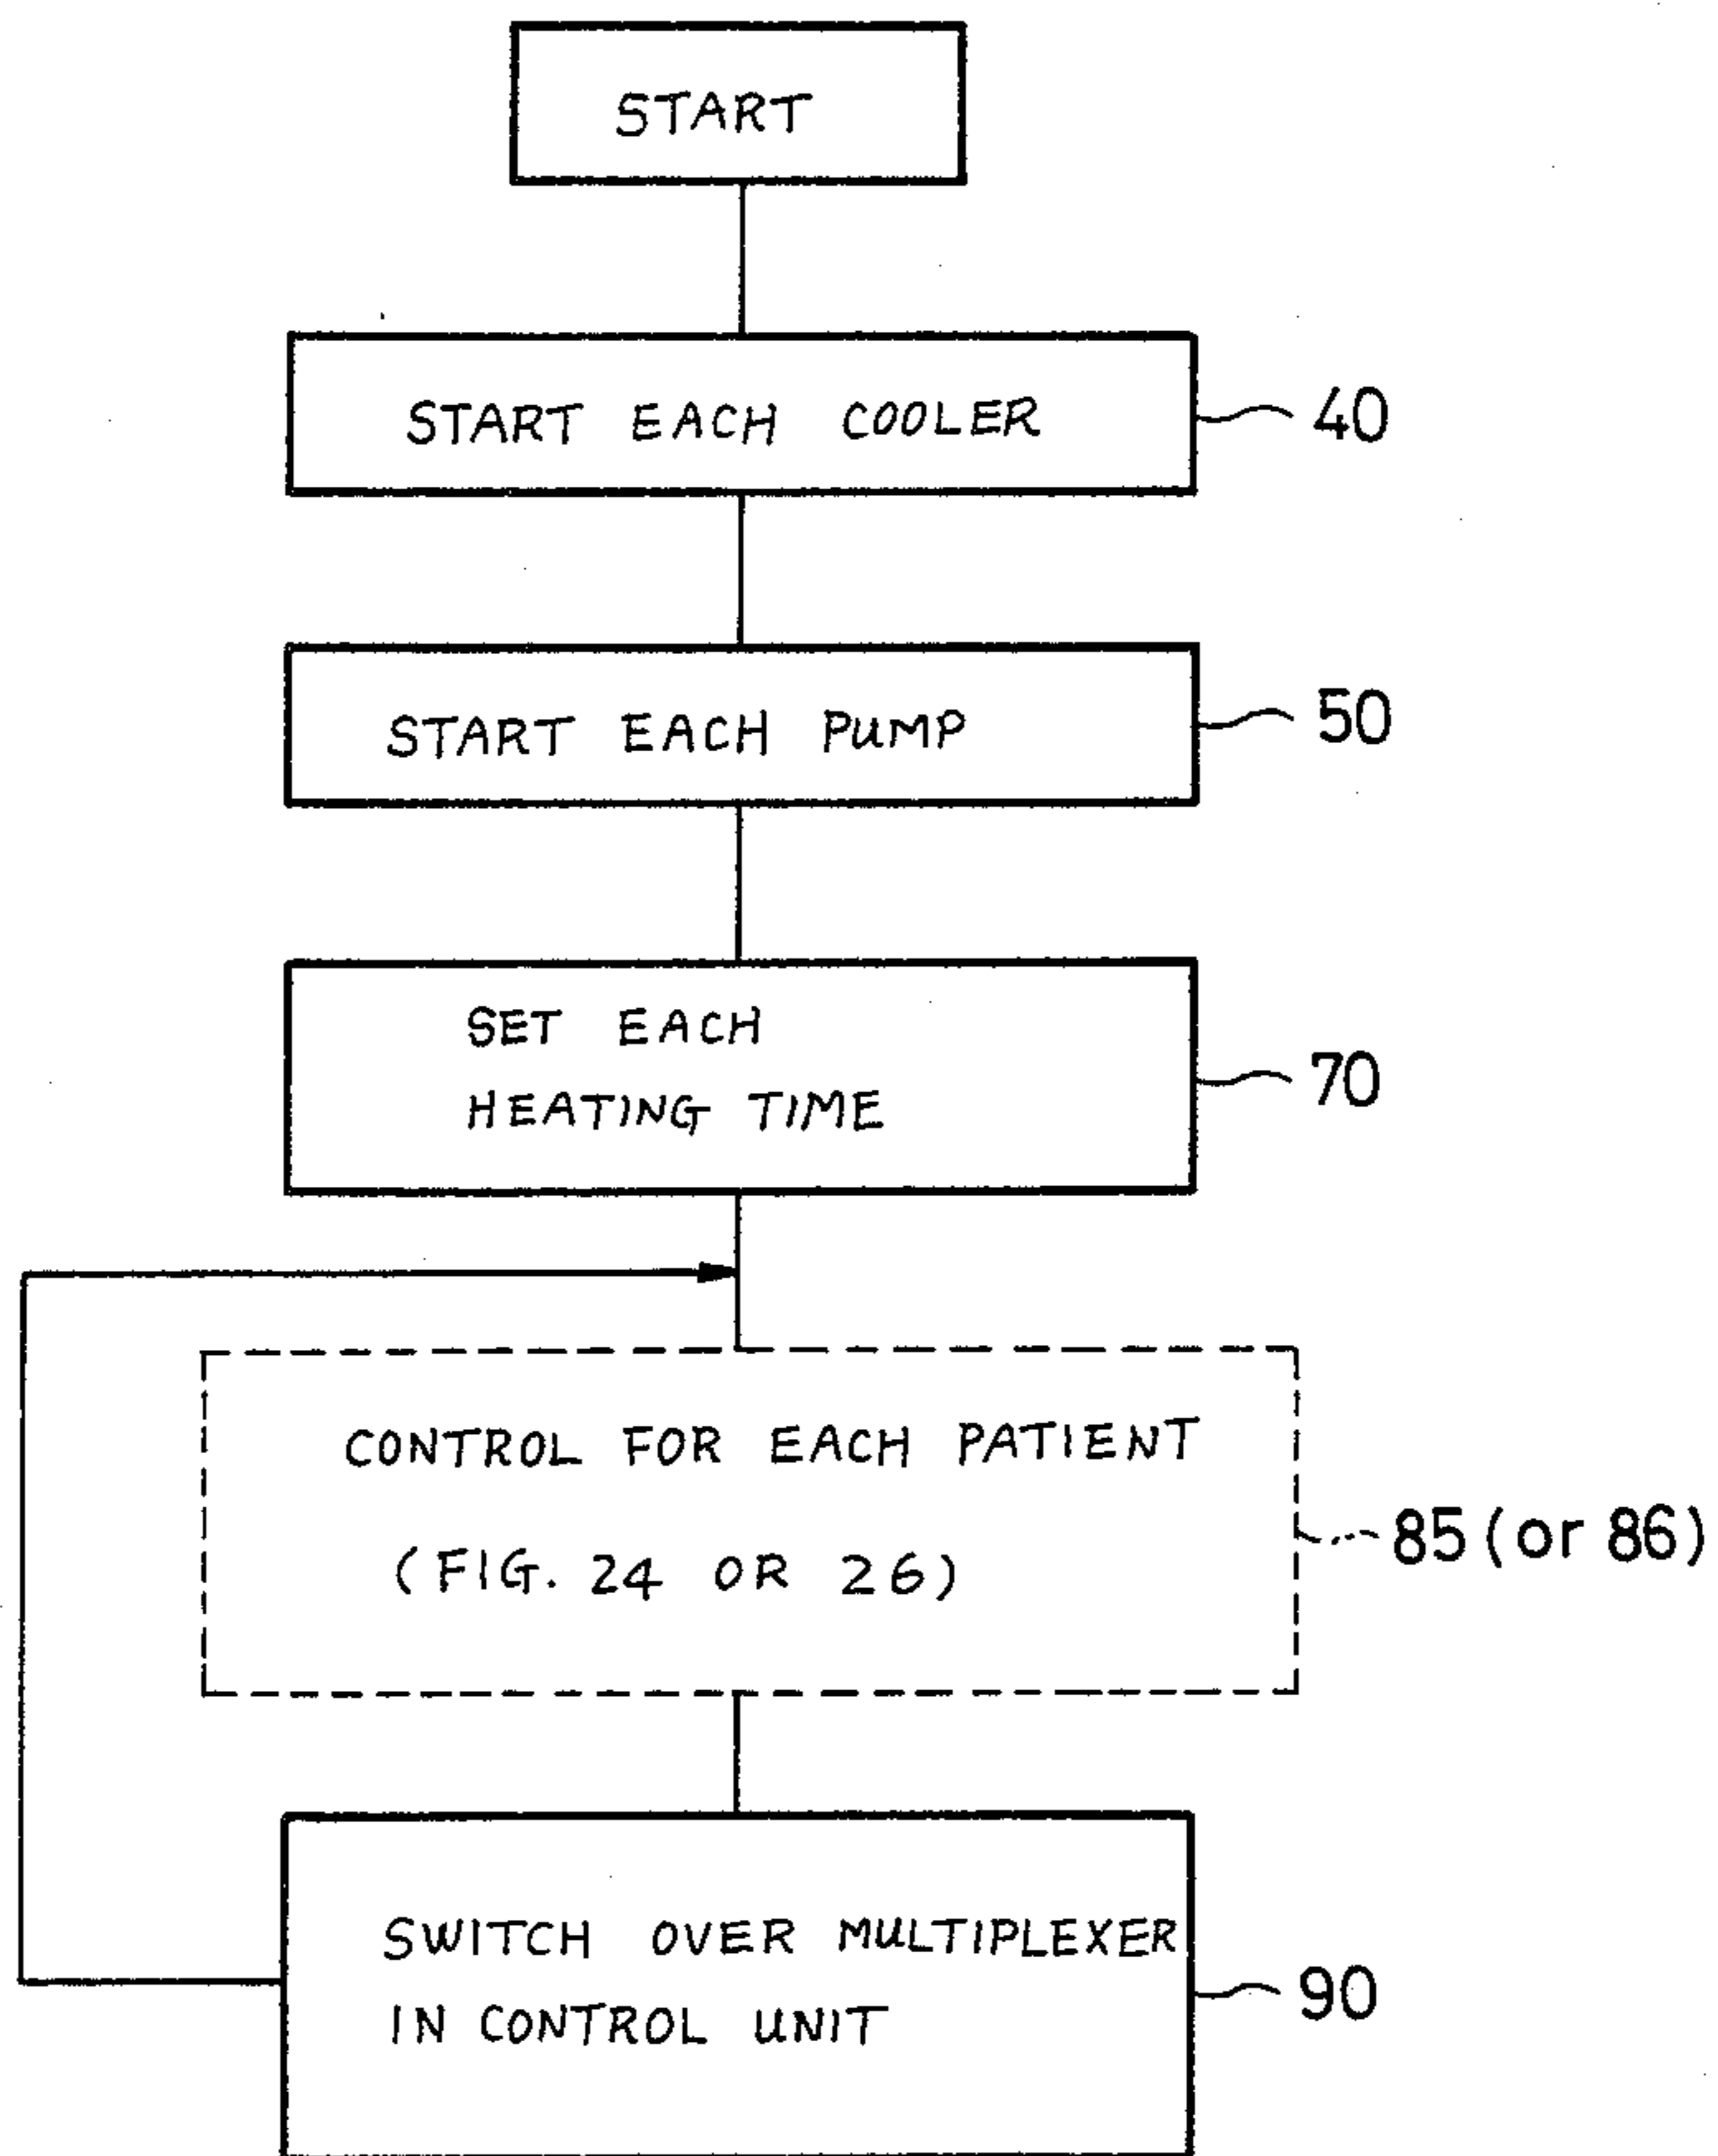 START
START EACH COOLER
40
START EACH PUMP
50
SET EACH
HEATING TIME
70
CONTROL FOR EACH PATIENT
(FIG. 24 OR 26)
85 (or 86)
SWITCH OVER MULTIPLEXER
IN CONTROL UNIT
90